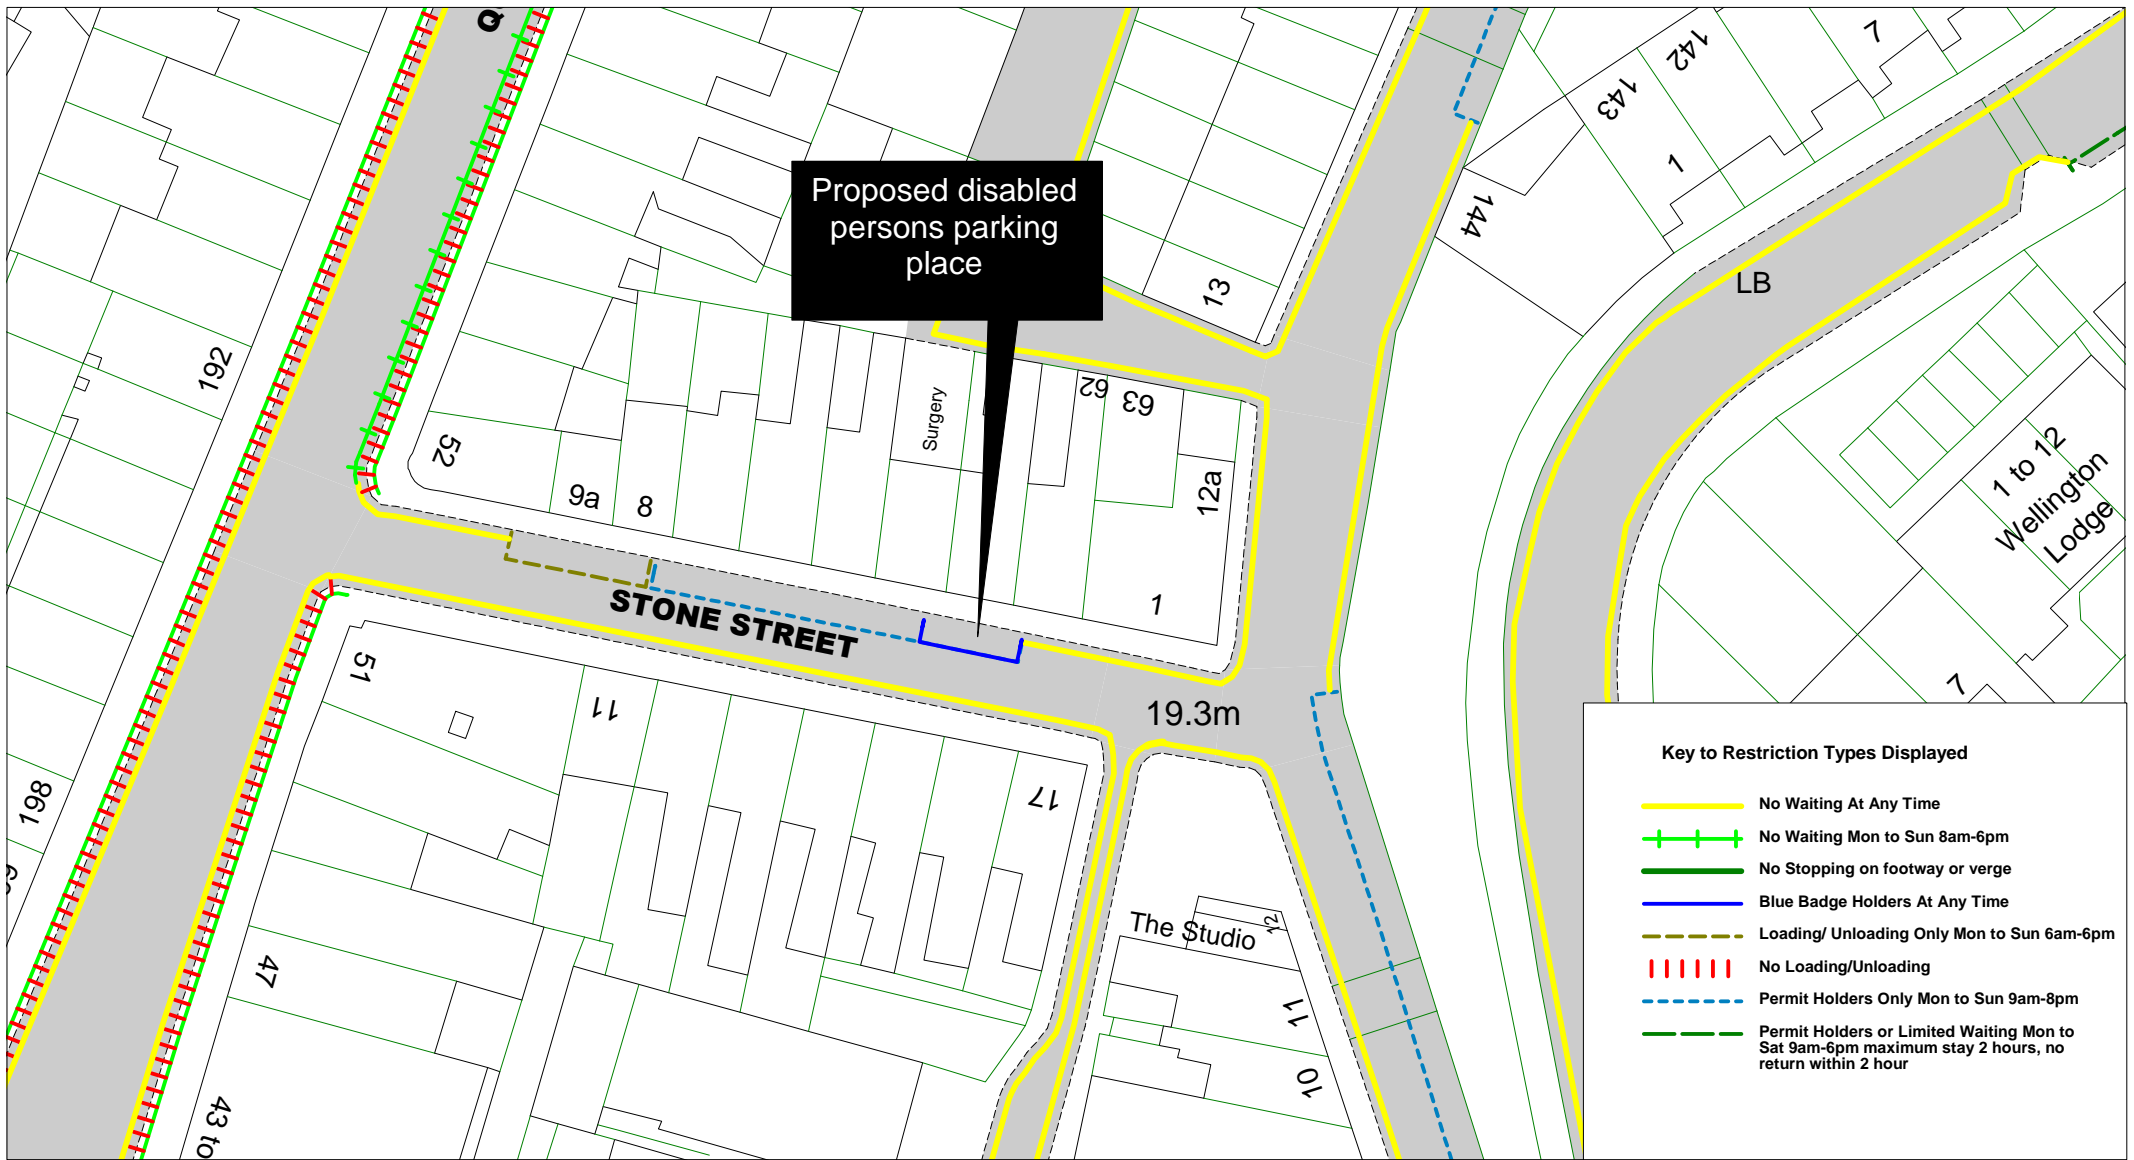 Q
142
7
143
1
144
Proposed disabled
persons parking
place
LB
13
192
62
63
Surgery
52
9a
8
12a
1 to 12
Wellington
Lodge
STONE STREET
1
51
11
19.3m
7
17
198
The Studio
12
47
11
10
43 to
Key to Restriction Types Displayed
No Waiting At Any Time
No Waiting Mon to Sun 8am-6pm
No Stopping on footway or verge
Blue Badge Holders At Any Time
Loading/ Unloading Only Mon to Sun 6am-6pm
No Loading/Unloading
Permit Holders Only Mon to Sun 9am-8pm
Permit Holders or Limited Waiting Mon to
Sat 9am-6pm maximum stay 2 hours, no
return within 2 hour